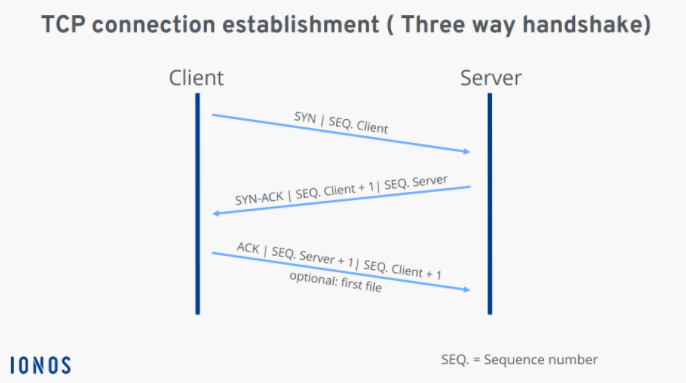 TCP connection establishment ( Three way handshake)
Client
Server
SYN | SEQ. Client
SYN-ACK | SEQ. Client + 1| SEQ. Server
ACK | SEQ. Server + 1| SEQ. Client + 1
optional: first file
IONOS
SEQ. = Sequence number